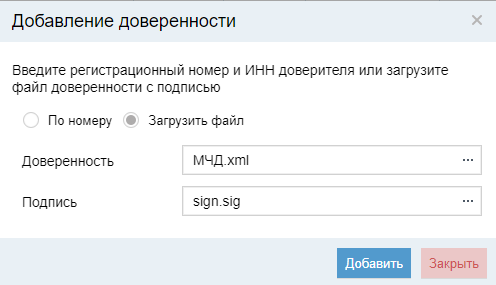 Добавление доверенности ×
Введите регистрационный номер и ИНН доверителя или загрузите
файл доверенности с подписью
По номеру Загрузить файл
Доверенность МЧД.xml ...
Подпись sign.sig ...
Добавить Закрыть